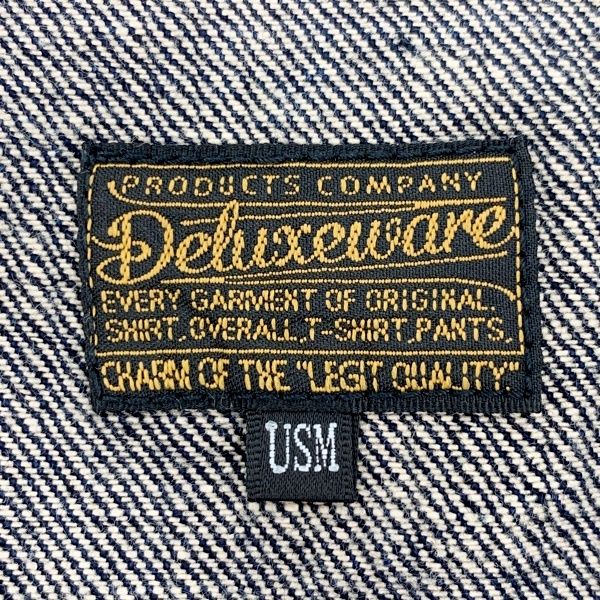 PRODUCTS COMPANY
Deluxeware
EVERY GARMENT OF ORIGINAL
SHIRT, OVERALL, T-SHIRT, PANTS.
CHARM OF THE "LEGIT QUALITY."
USM